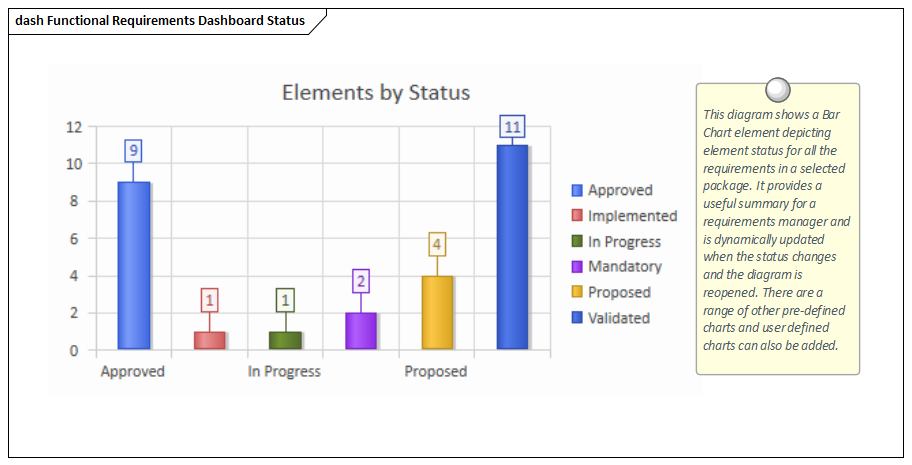 dash Functional Requirements Dashboard Status
Elements by Status
12
10
8
6
4
2
0
9
1
1
2
4
11
Approved
In Progress
Proposed
Approved
Implemented
In Progress
Mandatory
Proposed
Validated
This diagram shows a Bar
Chart element depicting
element status for all the
requirements in a selected
package. It provides a
useful summary for a
requirements manager and
is dynamically updated
when the status changes
and the diagram is
reopened. There are a
range of other pre-defined
charts and user defined
charts can also be added.